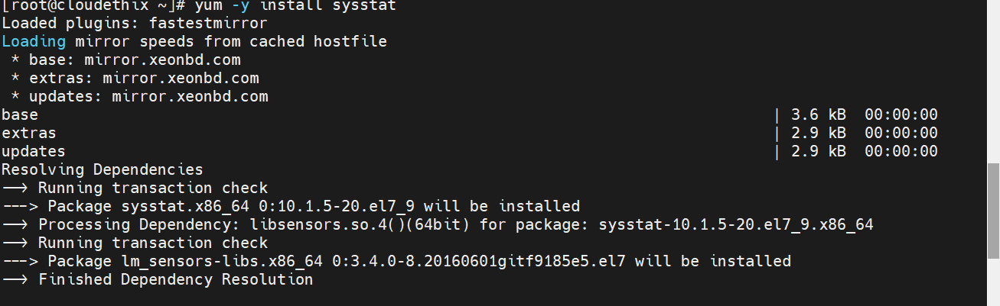 [root@cloudethix ~]# yum -y install sysstat
Loaded plugins: fastestmirror
Loading mirror speeds from cached hostfile
 * base: mirror.xeonbd.com
 * extras: mirror.xeonbd.com
 * updates: mirror.xeonbd.com
base | 3.6 kB 00:00:00
extras | 2.9 kB 00:00:00
updates | 2.9 kB 00:00:00
Resolving Dependencies
--> Running transaction check
---> Package sysstat.x86_64 0:10.1.5-20.el7_9 will be installed
--> Processing Dependency: libsensors.so.4()(64bit) for package: sysstat-10.1.5-20.el7_9.x86_64
--> Running transaction check
---> Package lm_sensors-libs.x86_64 0:3.4.0-8.20160601gitf9185e5.el7 will be installed
--> Finished Dependency Resolution